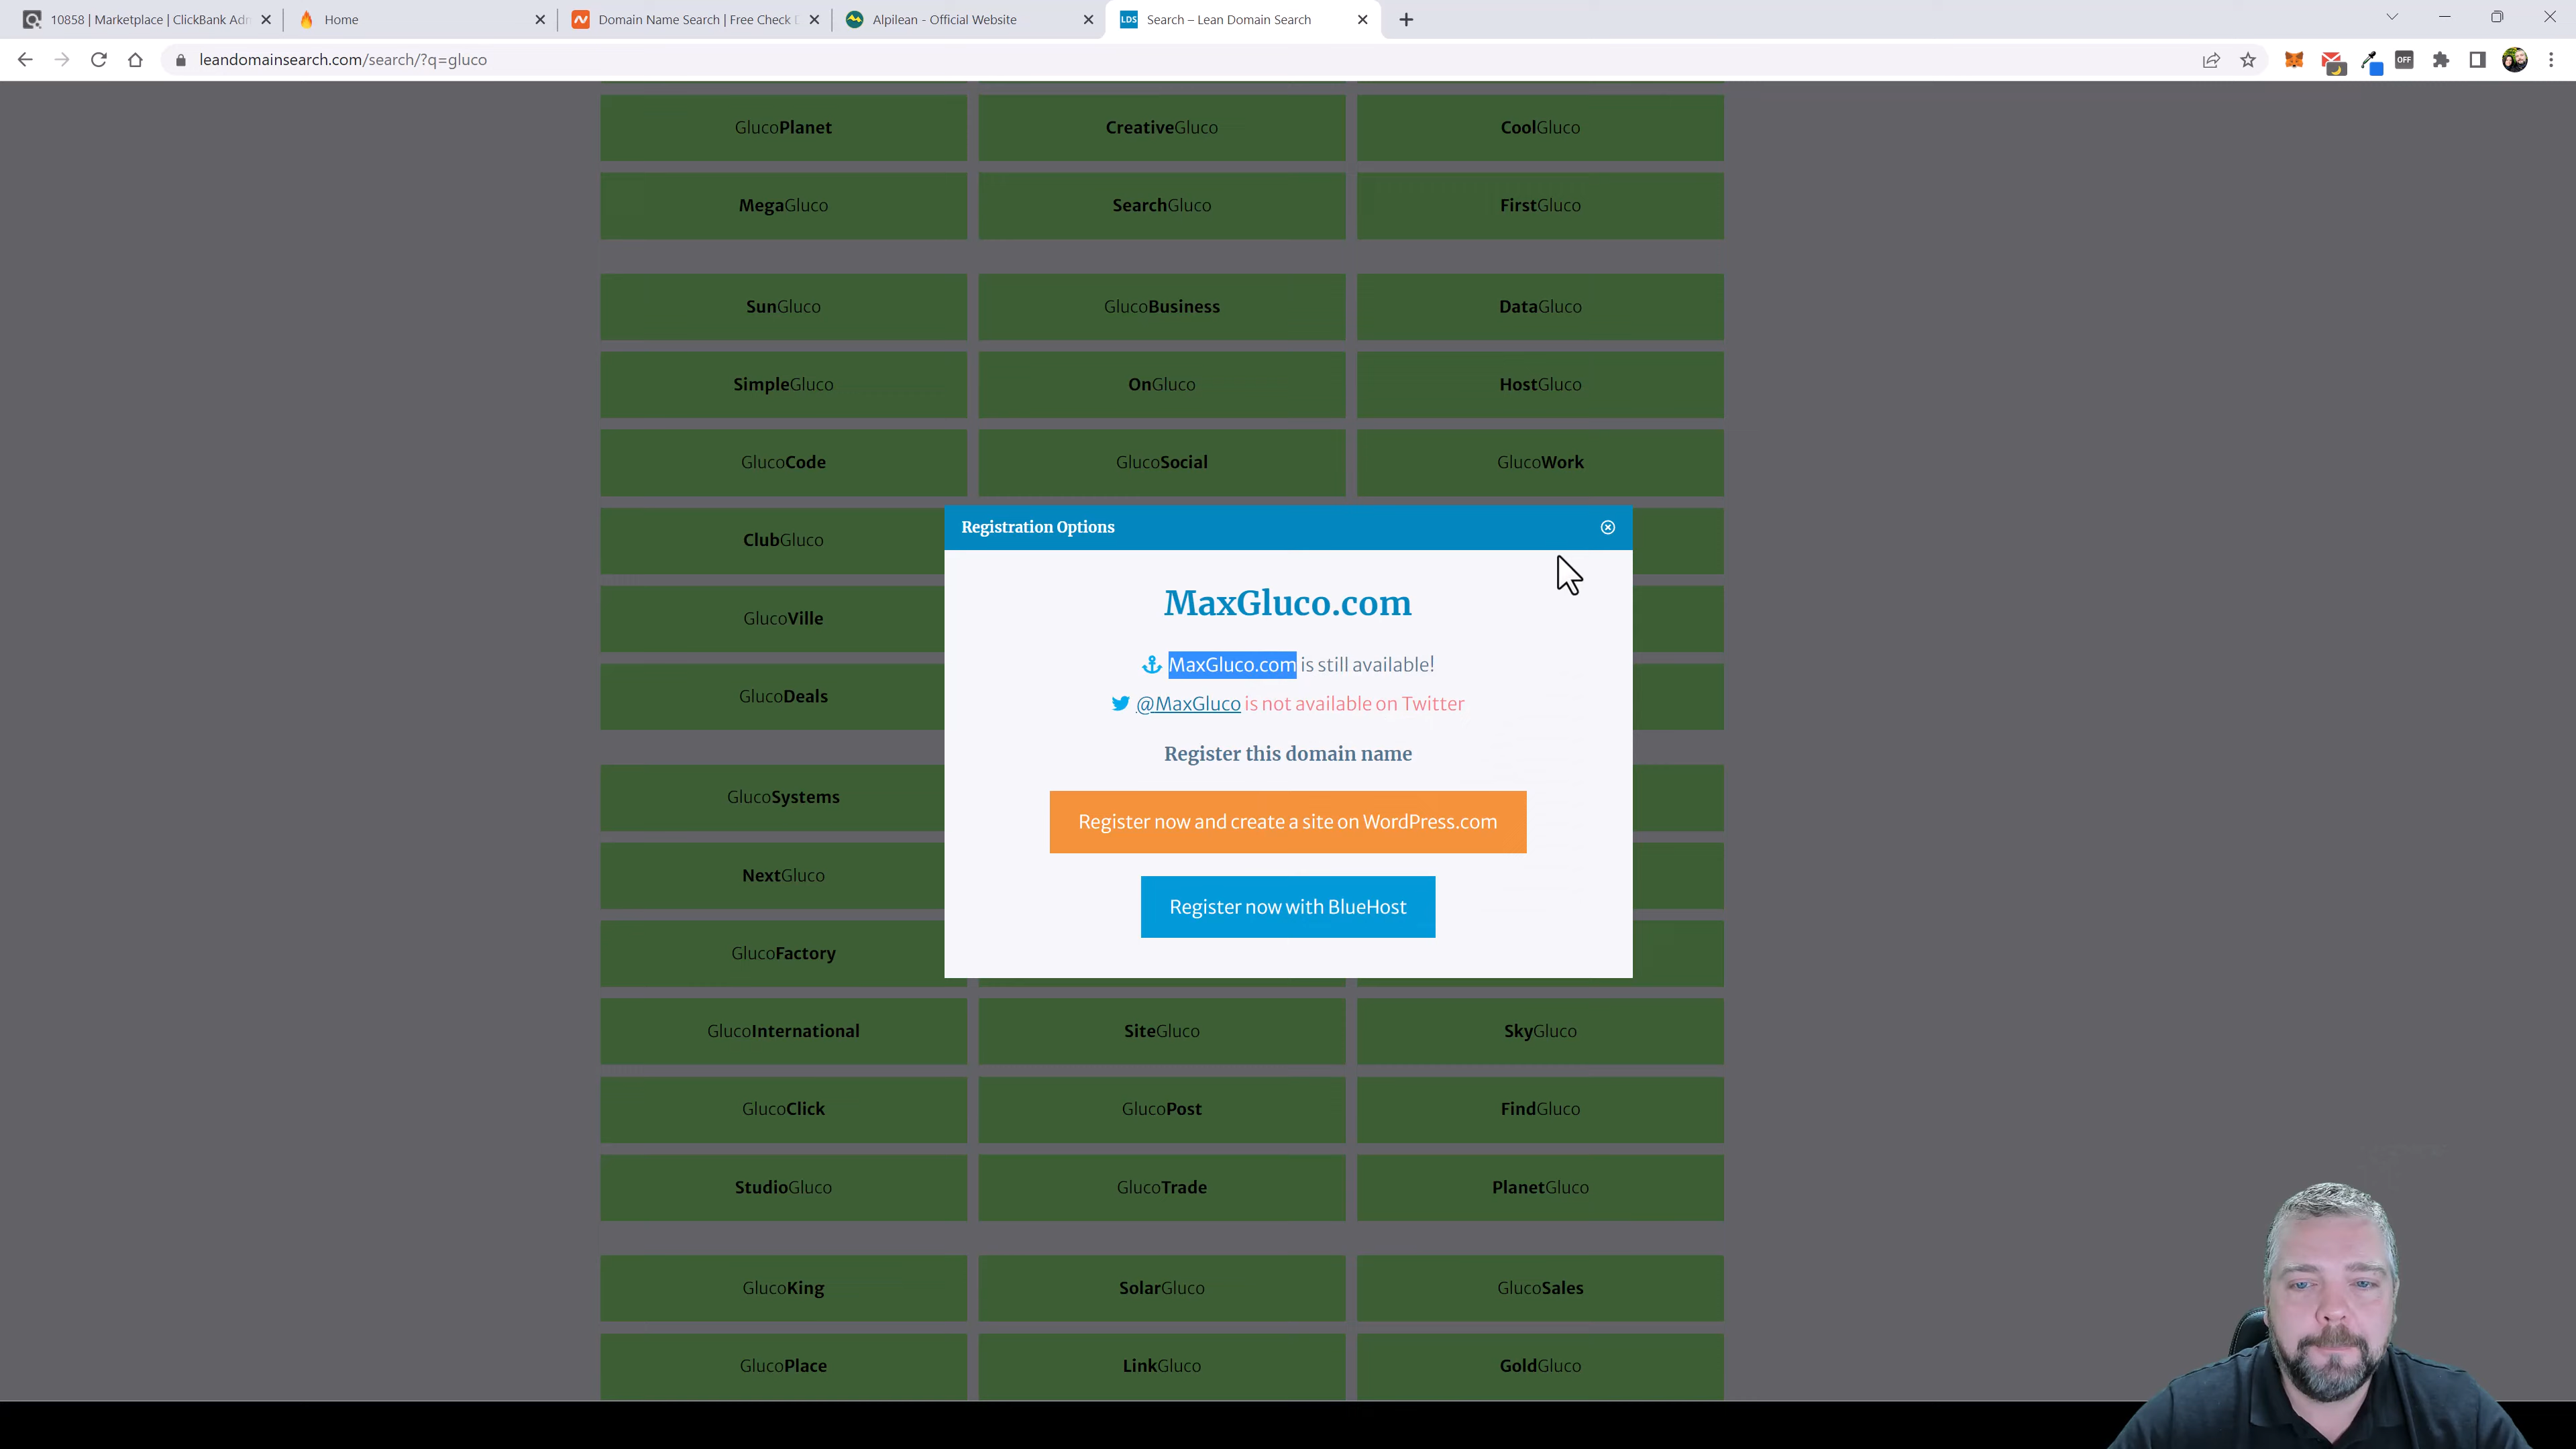 10858 | Marketplace | ClickBank Adm
Home
Domain Name Search | Free Check D
Alpilean - Official Website
LDS Search – Lean Domain Search
leandomainsearch.com/search/?q=gluco
OFF
GlucoPlanet CreativeGluco CoolGluco
MegaGluco SearchGluco FirstGluco
SunGluco GlucoBusiness DataGluco
SimpleGluco OnGluco HostGluco
GlucoCode GlucoSocial GlucoWork
ClubGluco
GlucoVille
GlucoDeals
GlucoSystems
NextGluco
GlucoFactory
Registration Options
MaxGluco.com
MaxGluco.com is still available!
@MaxGluco is not available on Twitter
Register this domain name
Register now and create a site on WordPress.com
Register now with BlueHost
GlucoInternational SiteGluco SkyGluco
GlucoClick GlucoPost FindGluco
StudioGluco GlucoTrade PlanetGluco
GlucoKing SolarGluco GlucoSales
GlucoPlace LinkGluco GoldGluco